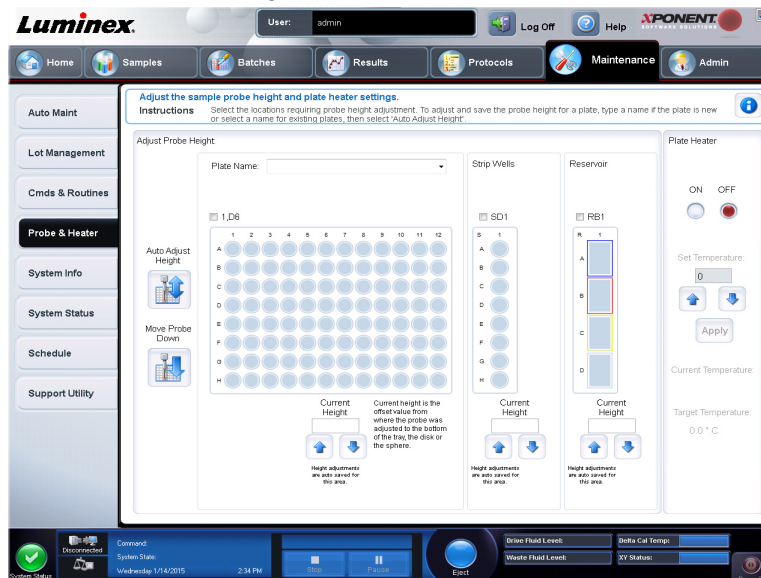 Luminex.
User: admin
Log Off
Help
XPONENT
SOFTWARE SOLUTIONS
Home
Samples
Batches
Results
Protocols
Maintenance
Admin
Auto Maint
Lot Management
Cmds & Routines
Probe & Heater
System Info
System Status
Schedule
Support Utility
Adjust the sample probe height and plate heater settings.
Instructions
Select the locations requiring probe height adjustment. To adjust and save the probe height for a plate, type a name if the plate is new
or select a name for existing plates, then select 'Auto Adjust Height'.
Adjust Probe Height
Plate Name:
1,D6
1 2 3 4 5 6 7 8 9 10 11 12
A
B
C
D
E
F
G
H
Auto Adjust
Height
Move Probe
Down
Current
Height
Current height is the
offset value from
where the probe was
adjusted to the bottom
of the tray, the disk or
the sphere.
Height adjustments
are auto saved for
this area.
Strip Wells
SD1
S 1
A
B
C
D
E
F
G
H
Current
Height
Height adjustments
are auto saved for
this area.
Reservoir
RB1
R 1
A
B
C
D
Current
Height
Height adjustments
are auto saved for
this area.
Plate Heater
ON OFF
Set Temperature:
0
Apply
Current Temperature:
Target Temperature:
0.0 ° C
System Status
Disconnected
Command:
System State:
Wednesday 1/14/2015 2:34 PM
Stop
Pause
Eject
Drive Fluid Level:
Waste Fluid Level:
Delta Cal Temp:
XY Status: